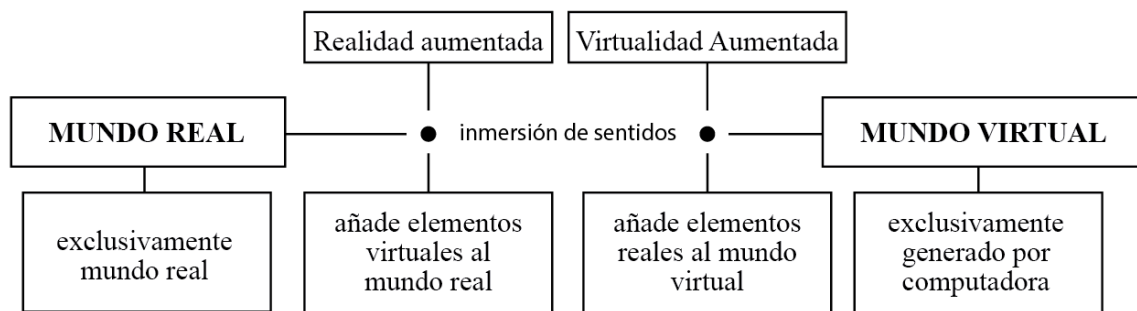 Realidad aumentada
Virtualidad Aumentada
MUNDO REAL
inmersión de sentidos
MUNDO VIRTUAL
exclusivamente
mundo real
añade elementos
virtuales al
mundo real
añade elementos
reales al mundo
virtual
exclusivamente
generado por
computadora